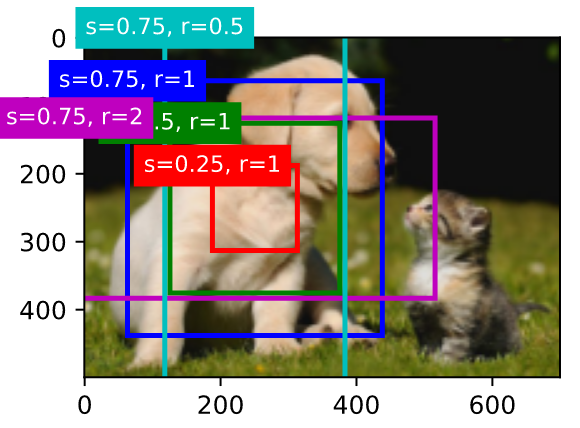 s=0.75, r=0.5
0
s=0.75, r=1
s=0.75, r=2
.5, r=1
s=0.25, r=1
200
300
400
0
200
400
600